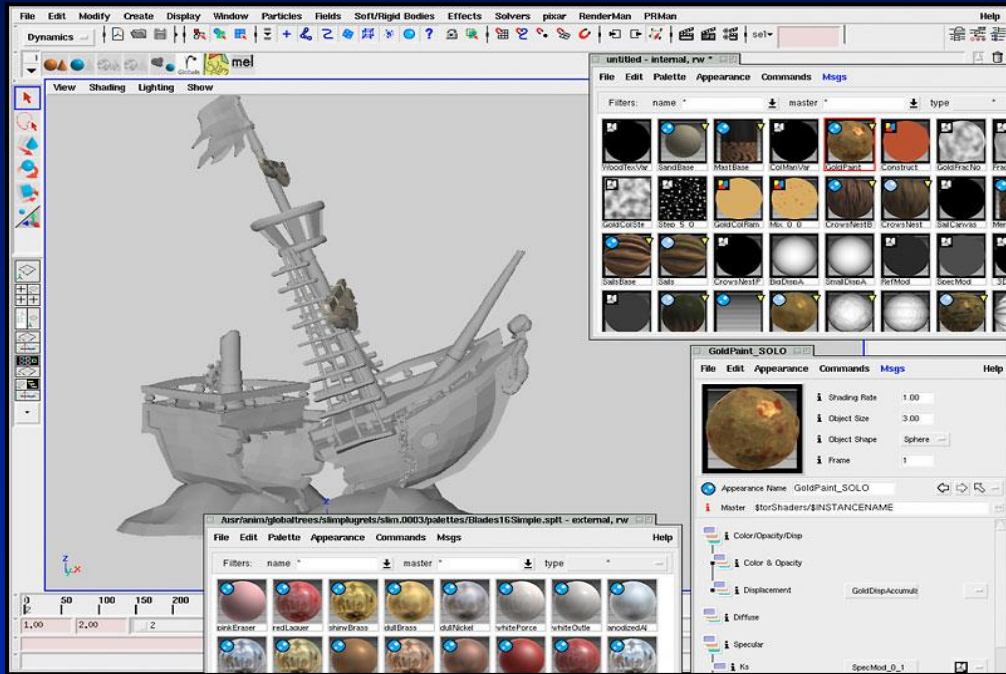 File Edit Modify Create Display Window Particles Fields Soft/Rigid Bodies Effects Solvers pixar RenderMan PRMan Help
Dynamics
sel
Globals
mel
View Shading Lighting Show
untitled - internal, rw *
File Edit Palette Appearance Commands Msgs
Filters: name * master * type *
WoodTexVar SandBase MastBase ColManVar GoldPaint Construct GoldFracNo
GoldColSte Step_5_0 GoldColRam Mix_0_0 CrowsNestB CrowsNest SailCanvas
SailsBase Sails CrowsNestP BigDispA SmallDispA RefMod SpecMod
GoldPaint_SOLO
File Edit Appearance Commands Msgs Help
Shading Rate 1.00
Object Size 3.00
Object Shape Sphere
Frame 1
Appearance Name GoldPaint_SOLO
Master $torShaders/$INSTANCENAME
Color/Opacity/Disp
Color & Opacity
Displacement GoldDispAccumula
Diffuse
Specular
Ks SpecMod_0_1
/usr/anim/globaltrees/slimplugrels/slim.0003/palettes/Blades16Simple.splt - external, rw
File Edit Palette Appearance Commands Msgs Help
Filters: name * master * type *
pinkEraser redLaquer shinyBrass dullBrass dullNickel whitePorce whiteOutle anodizedAl
z
y x
0 50 100 150 200
2
1.00 2.00 2